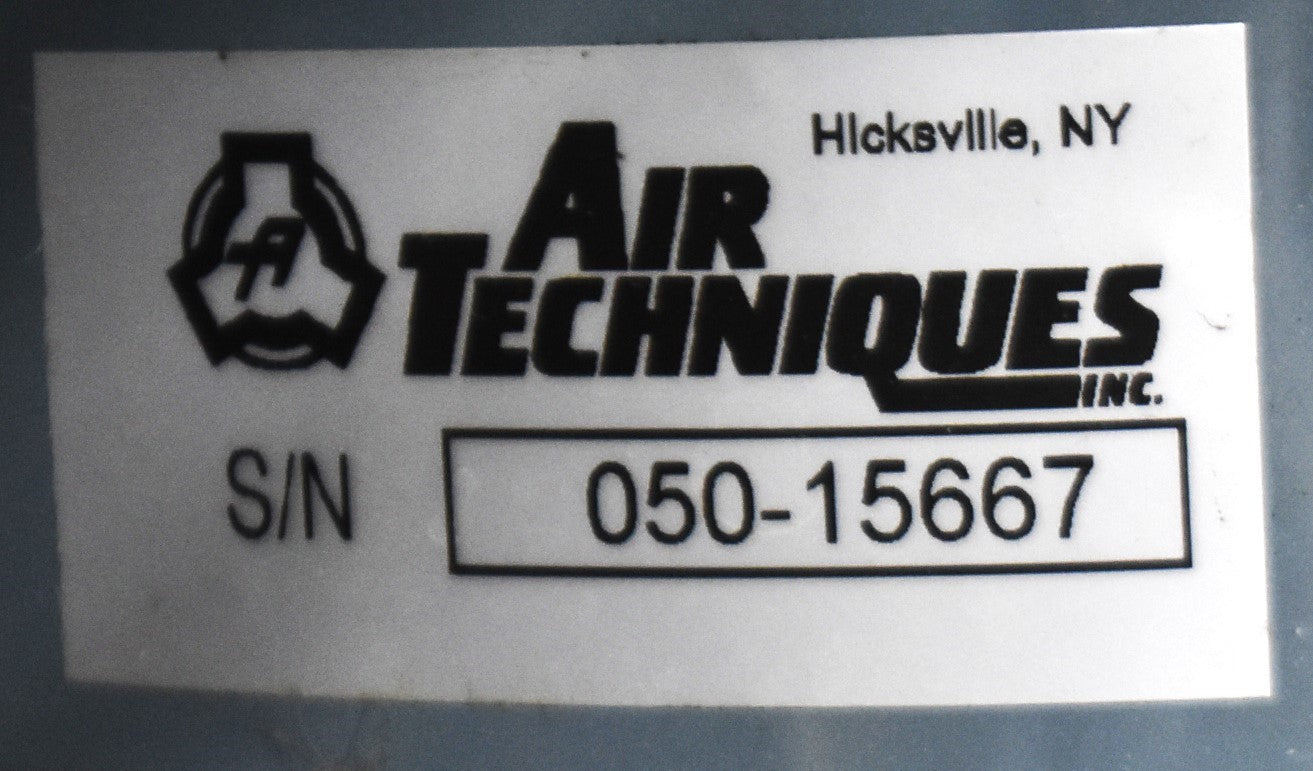 Hicksville, NY
A
AIR
TECHNIQUES
INC.
S/N 050-15667